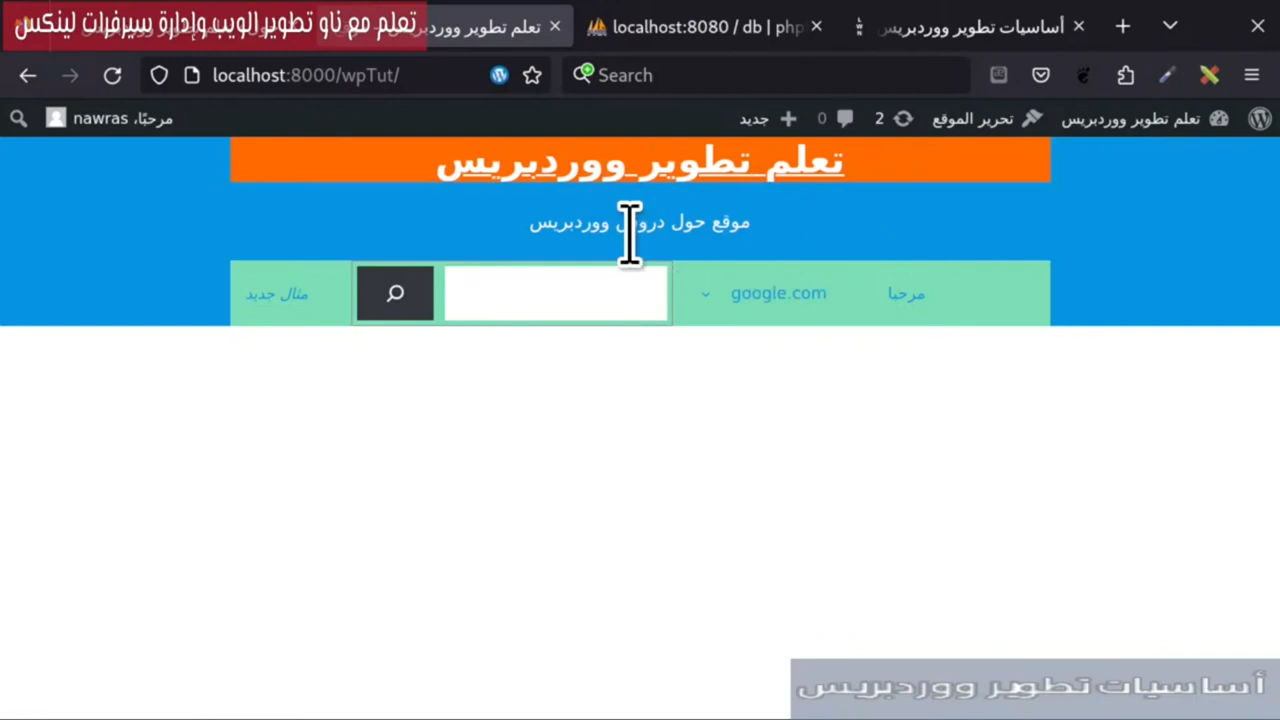 تعلم مع ناو تطوير الويب وإدارة سيرفرات لينكس
تعلم تطوير ووردبريس
localhost:8080 / db | php
أساسيات تطوير ووردبريس
localhost:8000/wpTut/
Search
تعلم تطوير ووردبريس
تحرير الموقع
2
0
جديد
مرحبًا، nawras
تعلم تطوير ووردبريس
موقع حول دروس ووردبريس
مرحبا
google.com
مثال جديد
أساسيات تطوير ووردبريس